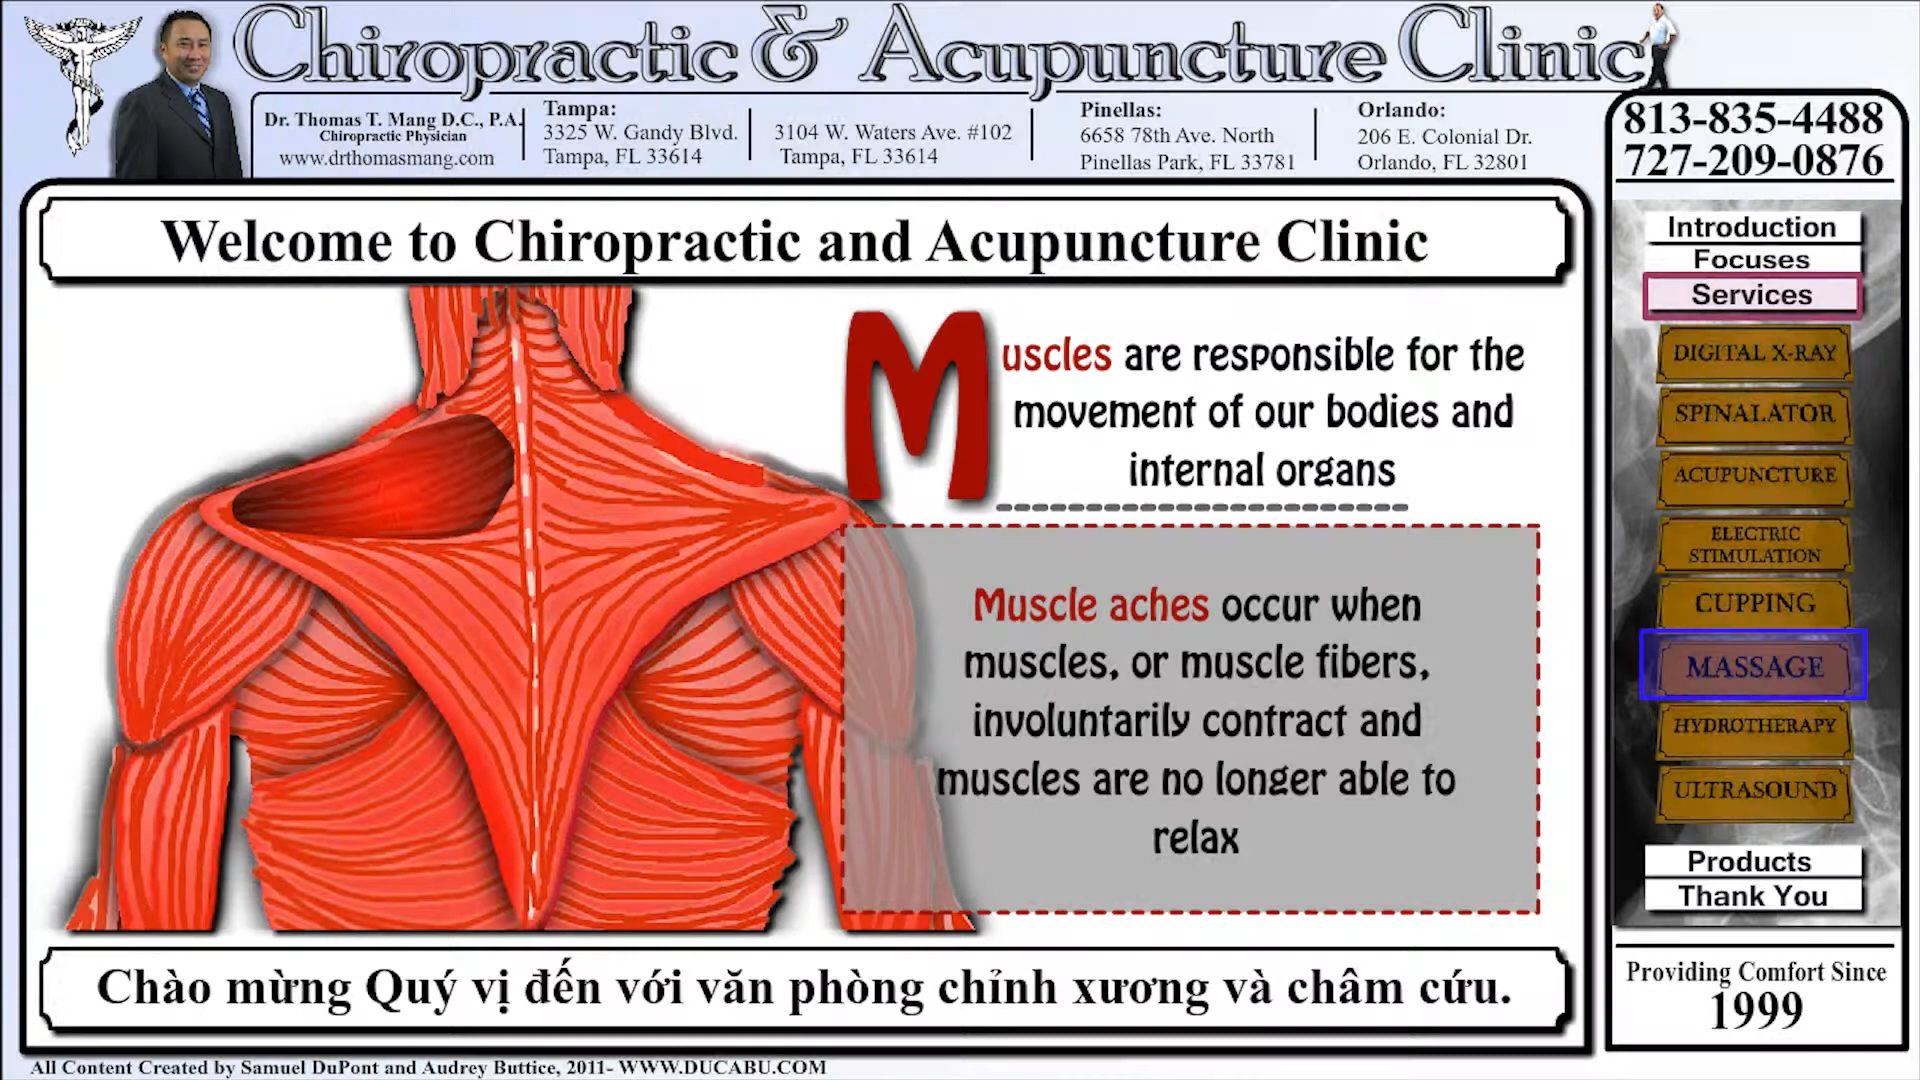 Chiropractic & Acupuncture Clinic
Dr. Thomas T. Mang D.C., P.A.
Chiropractic Physician
www.drthomasmang.com
Tampa:
3325 W. Gandy Blvd.
Tampa, FL 33614
3104 W. Waters Ave. #102
Tampa, FL 33614
Pinellas:
6658 78th Ave. North
Pinellas Park, FL 33781
Orlando:
206 E. Colonial Dr.
Orlando, FL 32801
813-835-4488
727-209-0876
Welcome to Chiropractic and Acupuncture Clinic
Muscles are responsible for the
movement of our bodies and
internal organs
Muscle aches occur when
muscles, or muscle fibers,
involuntarily contract and
muscles are no longer able to
relax
Chào mừng Quý vị đến với văn phòng chỉnh xương và châm cứu.
Introduction
Focuses
Services
DIGITAL X-RAY
SPINALATOR
ACUPUNCTURE
ELECTRIC
STIMULATION
CUPPING
MASSAGE
HYDROTHERAPY
ULTRASOUND
Products
Thank You
Providing Comfort Since
1999
All Content Created by Samuel DuPont and Audrey Buttice, 2011- WWW.DUCABU.COM